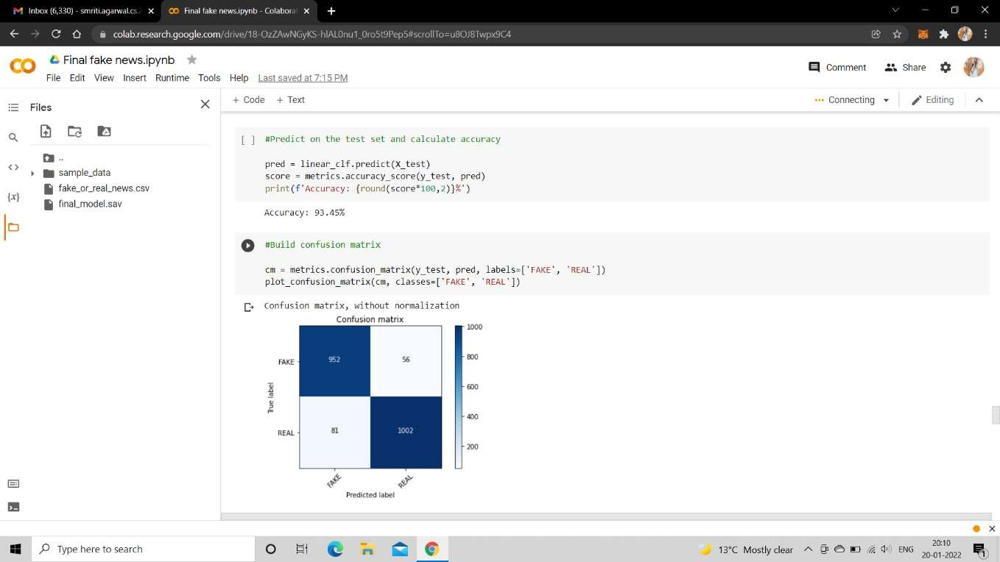 Inbox (6,330) - smriti.agarwal.cs.2
Final fake news.ipynb - Colaborat
colab.research.google.com/drive/18-OzZAwNGyKS-hlAL0nu1_0ro5t9Pep5#scrollTo=u8OJ8Twpx9C4
Final fake news.ipynb
File Edit View Insert Runtime Tools Help Last saved at 7:15 PM
Comment Share
Files
+ Code + Text
Connecting Editing
..
sample_data
fake_or_real_news.csv
final_model.sav
{x}
[ ] #Predict on the test set and calculate accuracy
pred = linear_clf.predict(X_test)
score = metrics.accuracy_score(y_test, pred)
print(f'Accuracy: {round(score*100,2)}%')
Accuracy: 93.45%
#Build confusion matrix
cm = metrics.confusion_matrix(y_test, pred, labels=['FAKE', 'REAL'])
plot_confusion_matrix(cm, classes=['FAKE', 'REAL'])
Confusion matrix, without normalization
Confusion matrix
1000
800
600
400
200
FAKE 952 56
True label
REAL 81 1002
FAKE REAL
Predicted label
Type here to search
13°C Mostly clear
ENG
20:10
20-01-2022
1